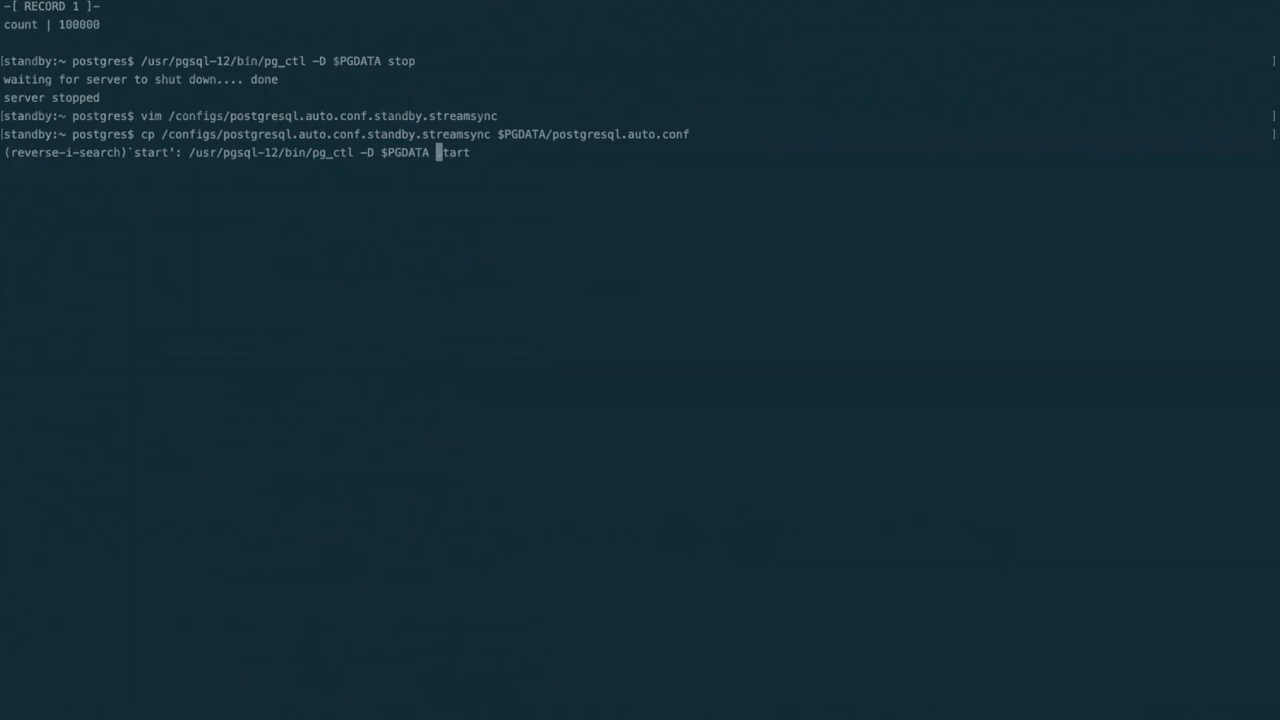 -[ RECORD 1 ]-
count | 100000
[standby:~ postgres$ /usr/pgsql-12/bin/pg_ctl -D $PGDATA stop ]
waiting for server to shut down.... done
server stopped
[standby:~ postgres$ vim /configs/postgresql.auto.conf.standby.streamsync ]
[standby:~ postgres$ cp /configs/postgresql.auto.conf.standby.streamsync $PGDATA/postgresql.auto.conf ]
(reverse-i-search)`start': /usr/pgsql-12/bin/pg_ctl -D $PGDATA start